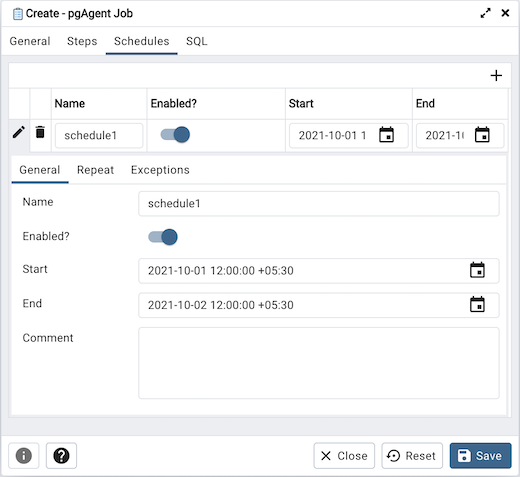 Create - pgAgent Job
General Steps Schedules SQL
Name Enabled? Start End
schedule1 2021-10-01 1 2021-1
General Repeat Exceptions
Name schedule1
Enabled?
Start 2021-10-01 12:00:00 +05:30
End 2021-10-02 12:00:00 +05:30
Comment
Close Reset Save